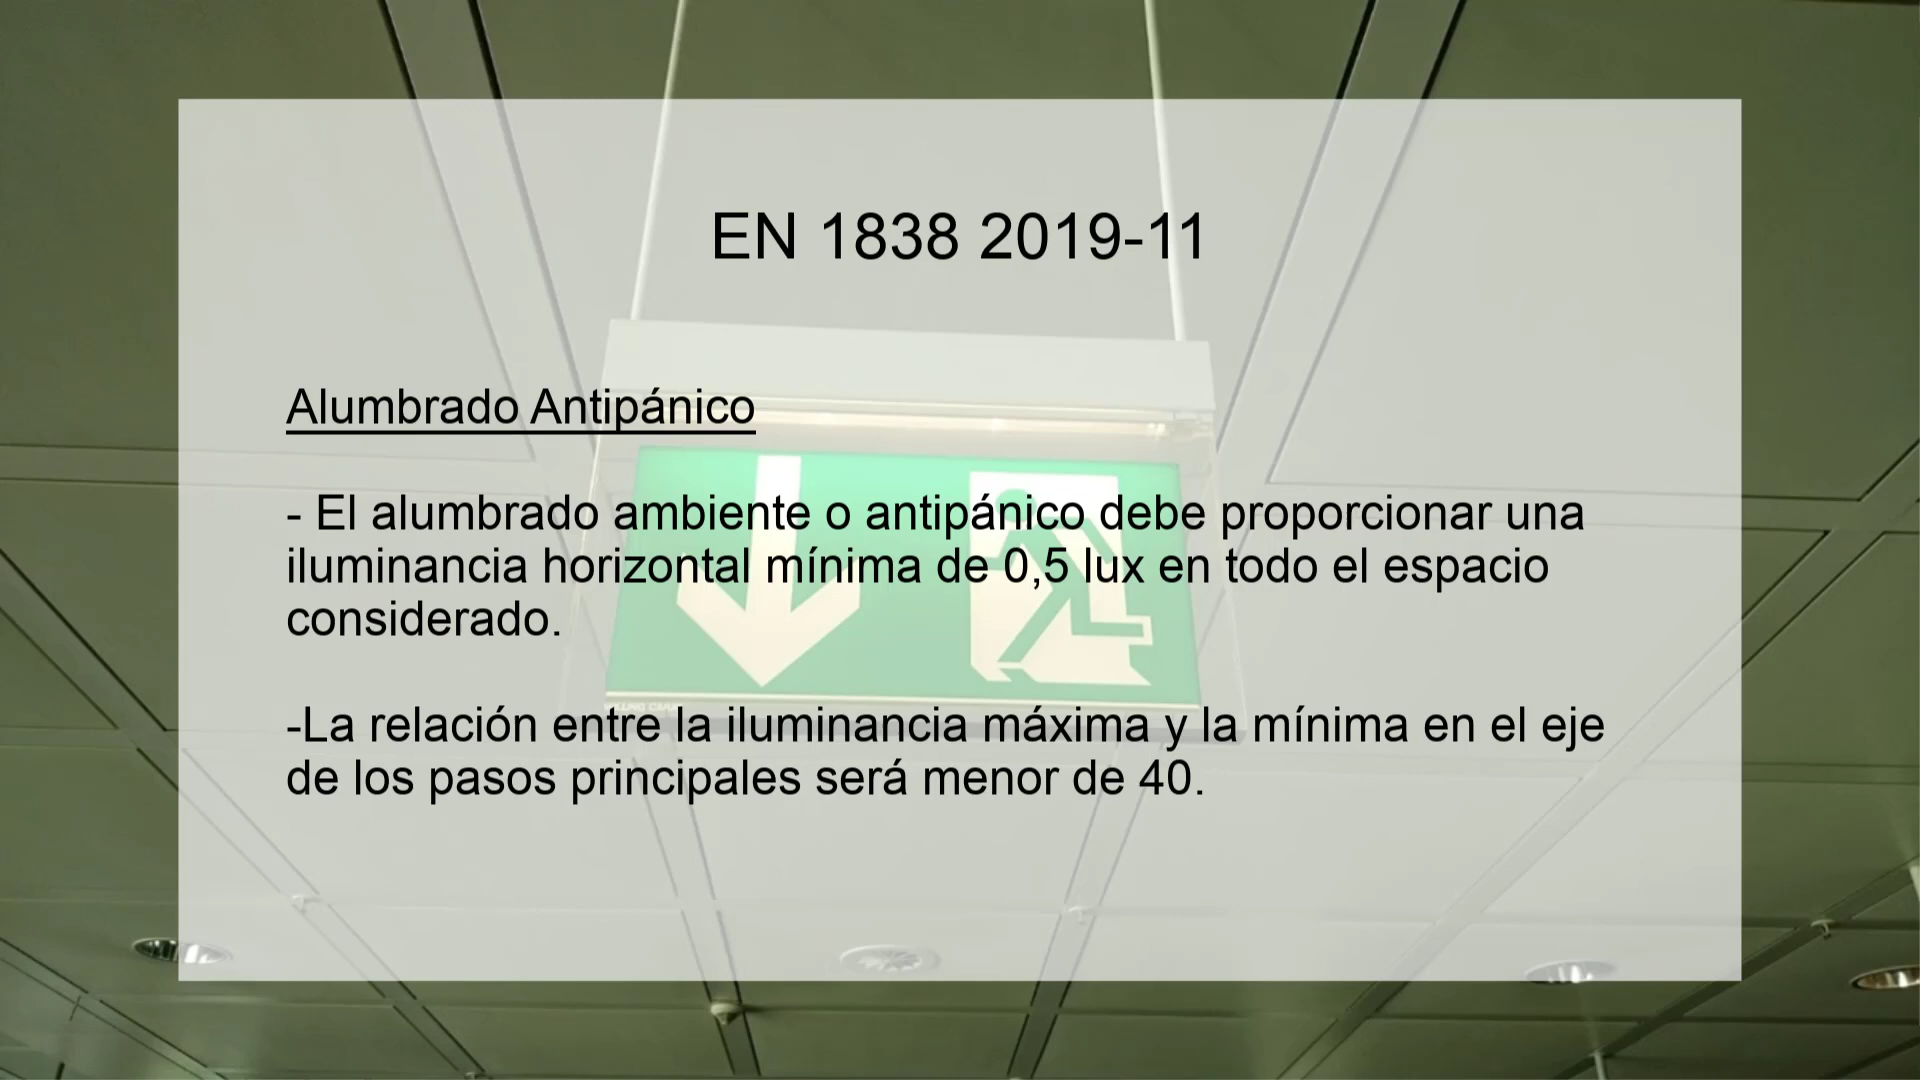 EN 1838 2019-11
Alumbrado Antipánico
- El alumbrado ambiente o antipánico debe proporcionar una
iluminancia horizontal mínima de 0,5 lux en todo el espacio
considerado.
-La relación entre la iluminancia máxima y la mínima en el eje
de los pasos principales será menor de 40.